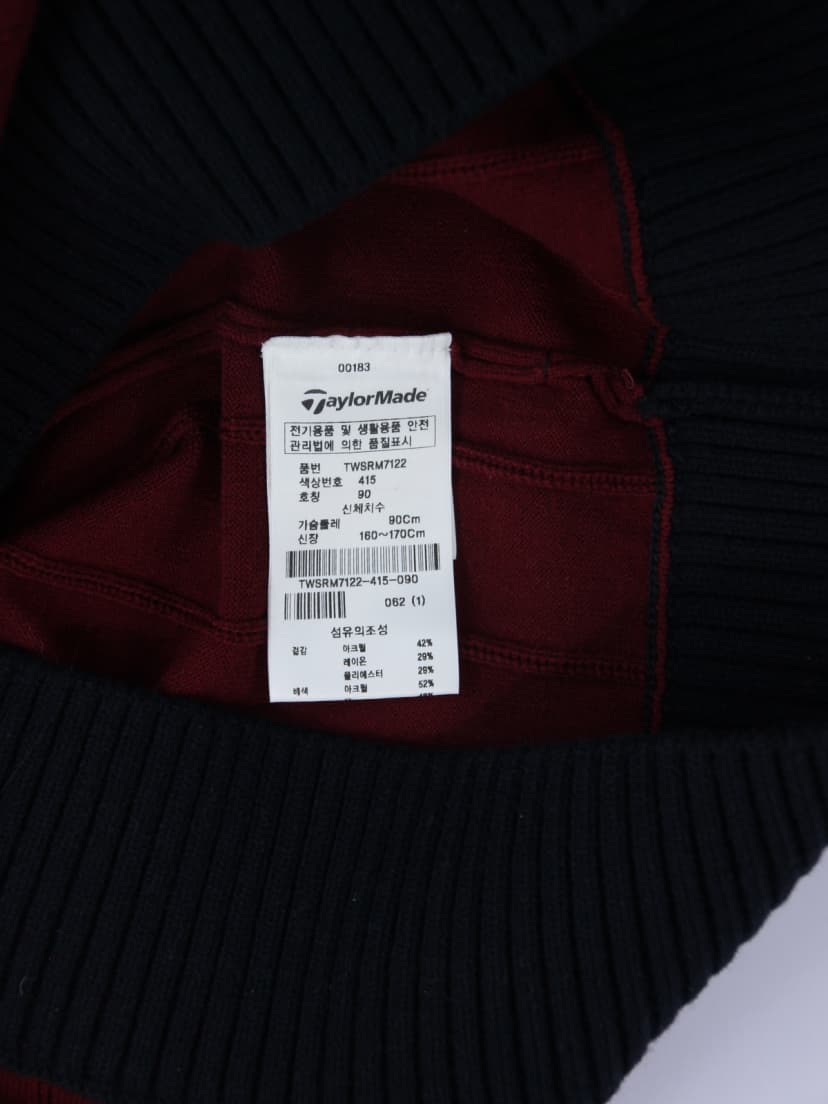 00183
TaylorMade
전기용품 및 생활용품 안전
관리법에 의한 품질표시
품번 TWSRM7122
색상번호 415
호칭 90
신체치수
가슴둘레 90Cm
신장 160~170Cm
TWSRM7122-415-090
062 (1)
섬유의조성
겉감 아크릴 42%
레이온 29%
폴리에스터 29%
배색 아크릴 52%